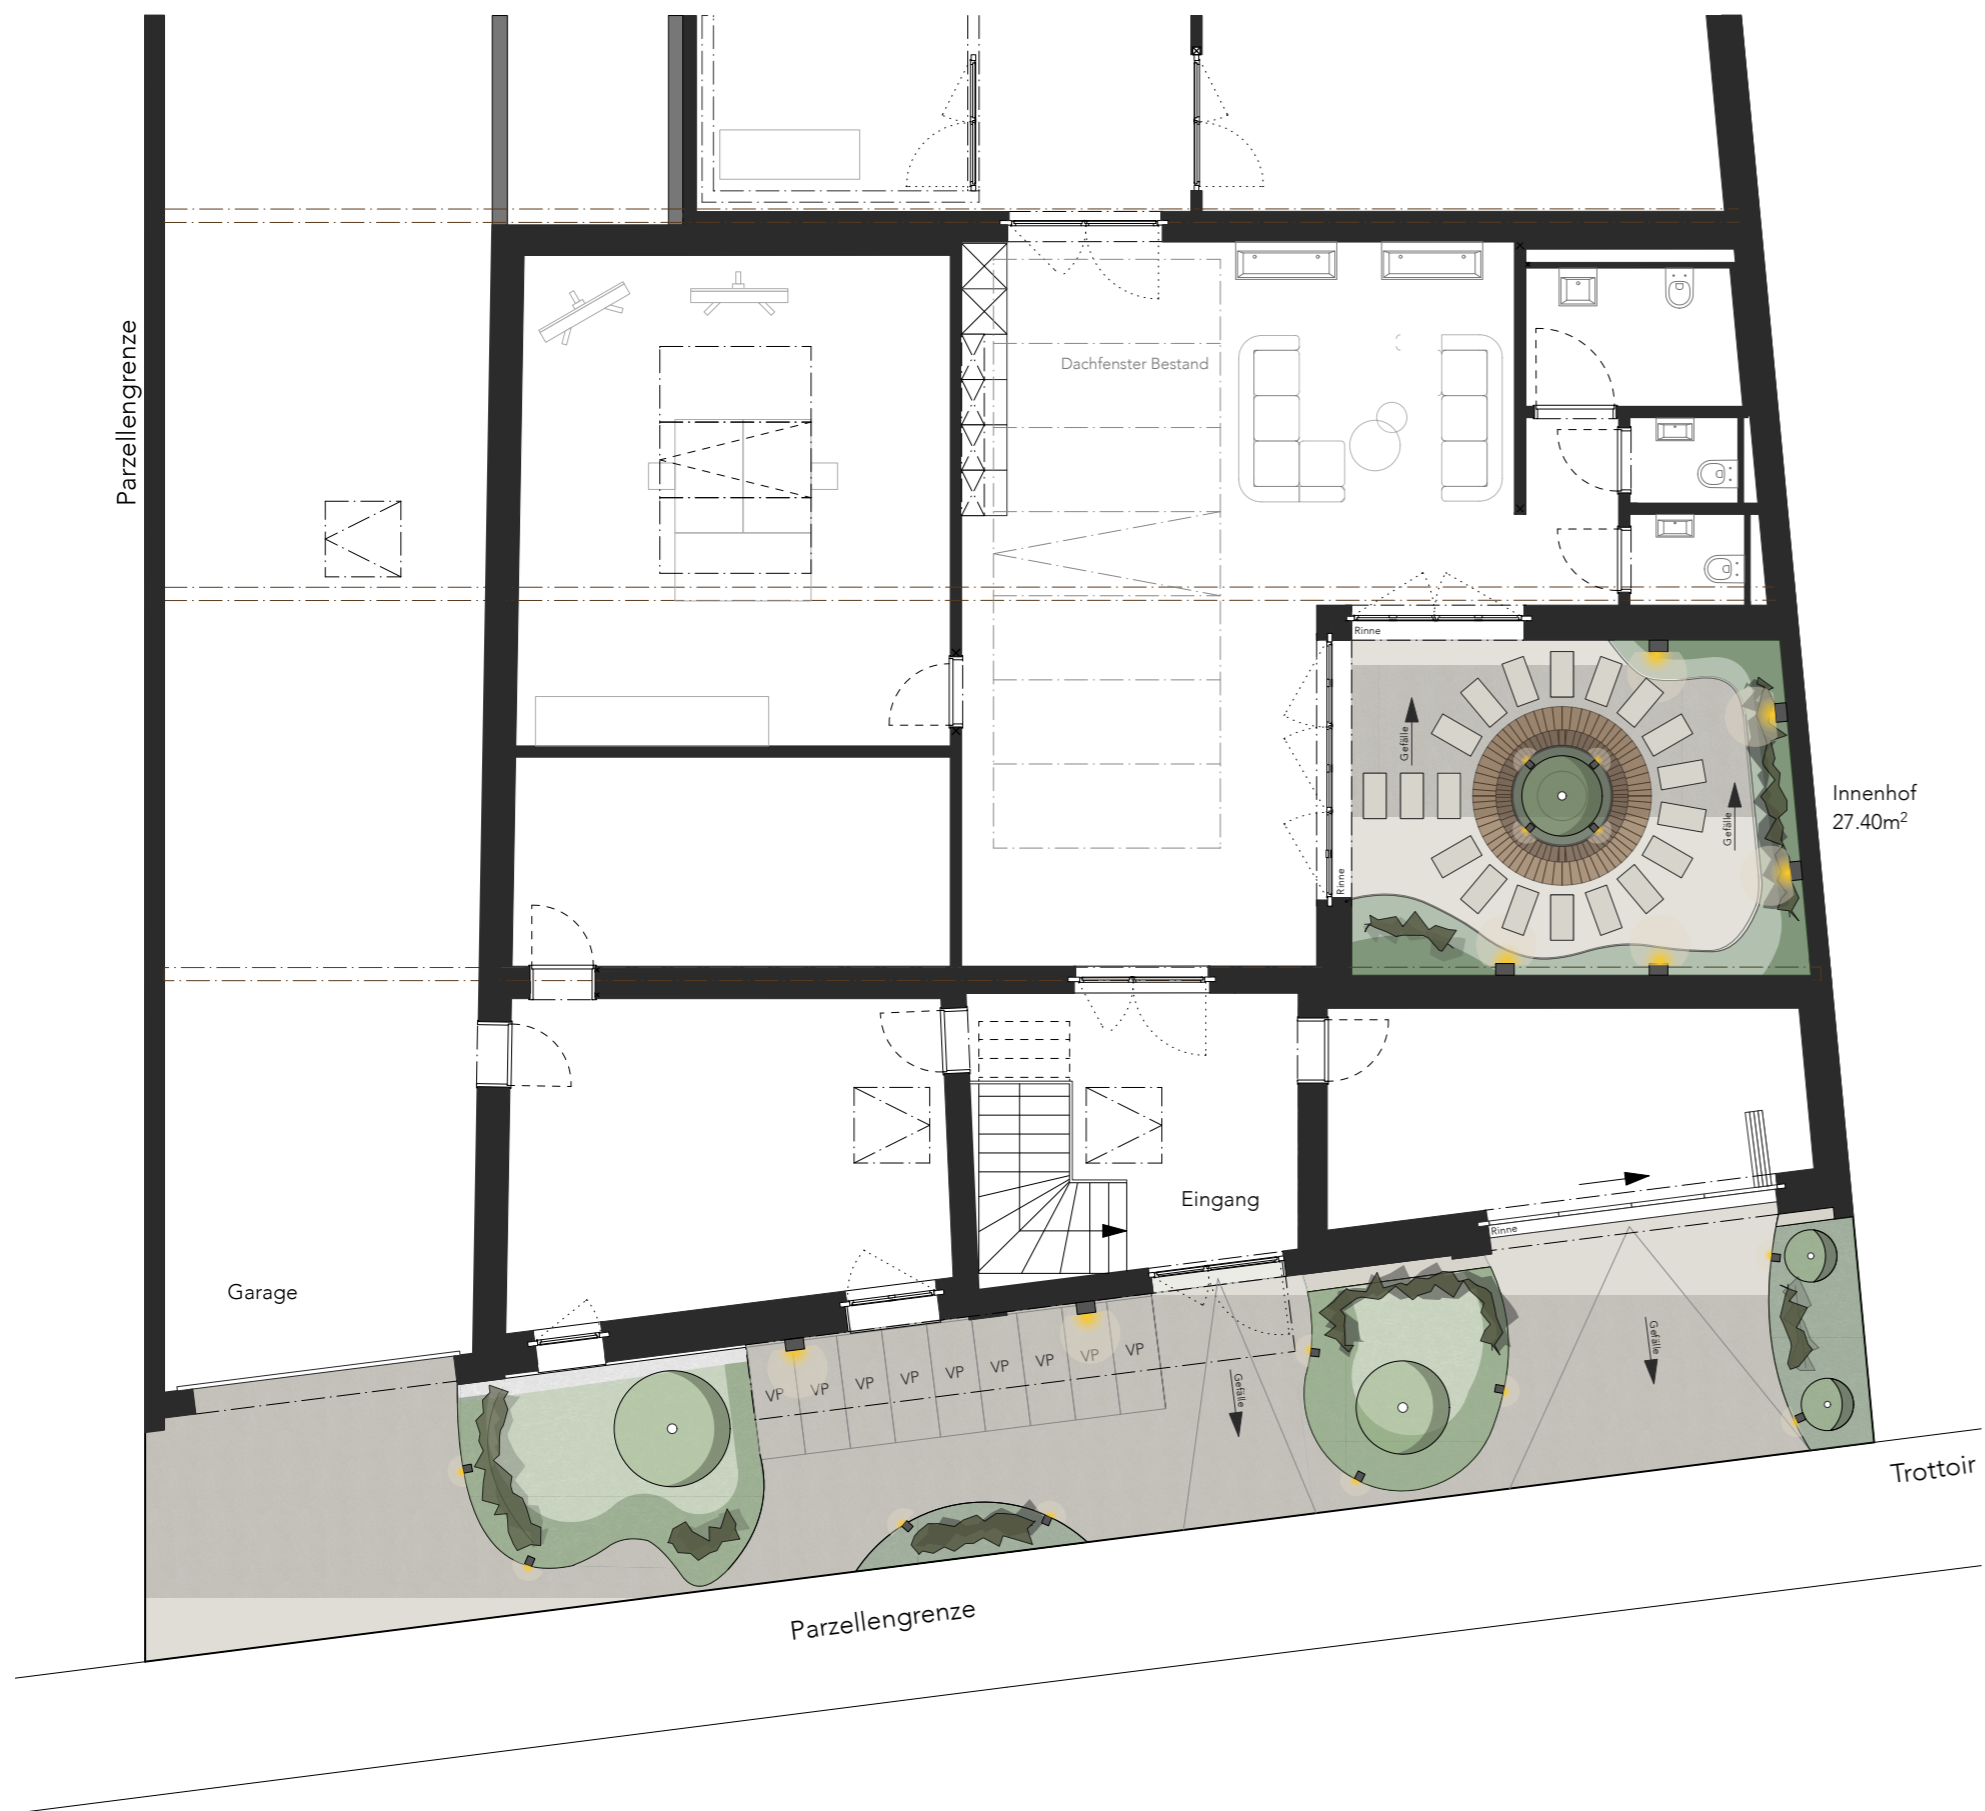 Parzellengrenze
Dachfenster Bestand
Rinne
Gefälle
Innenhof
27.40m²
Gefälle
Rinne
Eingang
Rinne
Garage
VP
VP
VP
VP
VP
VP
VP
VP
VP
Gefälle
Gefälle
Trottoir
Parzellengrenze